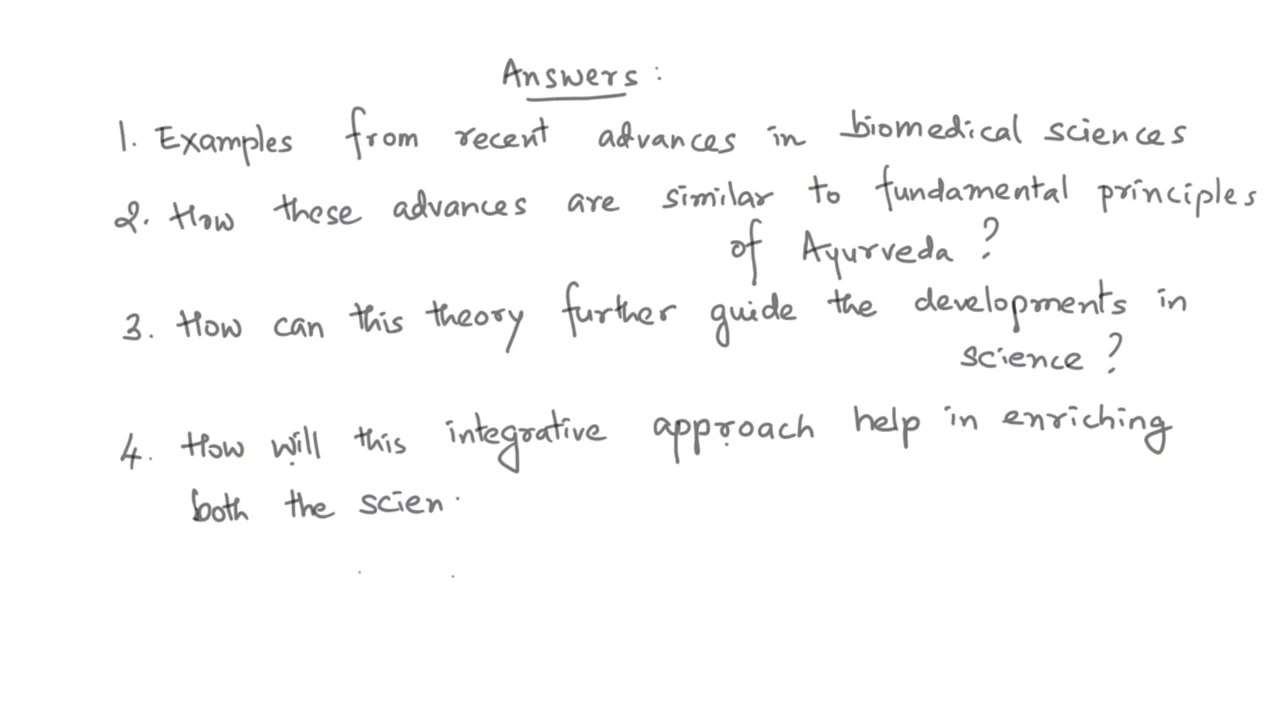 Answers:
1. Examples from recent advances in biomedical sciences
2. How these advances are similar to fundamental principles
of Ayurveda ?
3. How can this theory further guide the developments in
science ?
4. How will this integrative approach help in enriching
both the scien